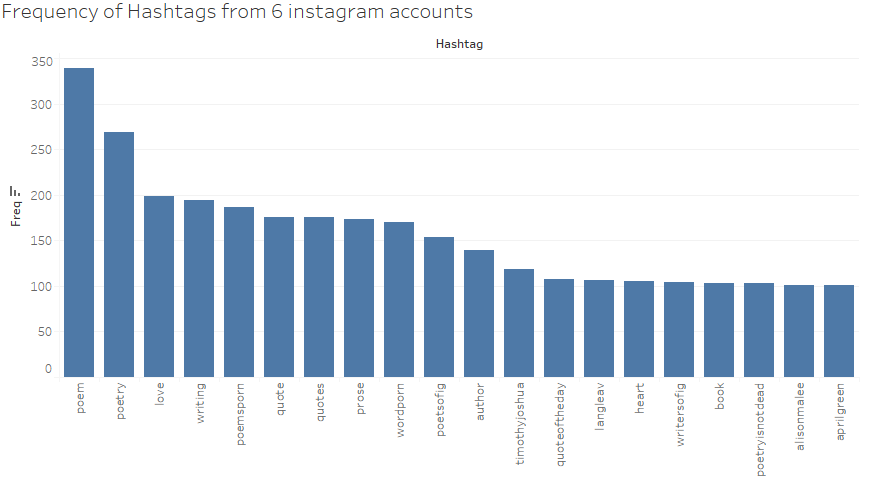 Frequency of Hashtags from 6 instagram accounts
Hashtag
350
300
250
200
150
100
50
0
Freq
poem
poetry
love
writing
poemsporn
quote
quotes
prose
wordporn
poetsofig
author
timothyjoshua
quoteoftheday
langleav
heart
writersofig
book
poetryisnotdead
alisonmalee
aprilgreen